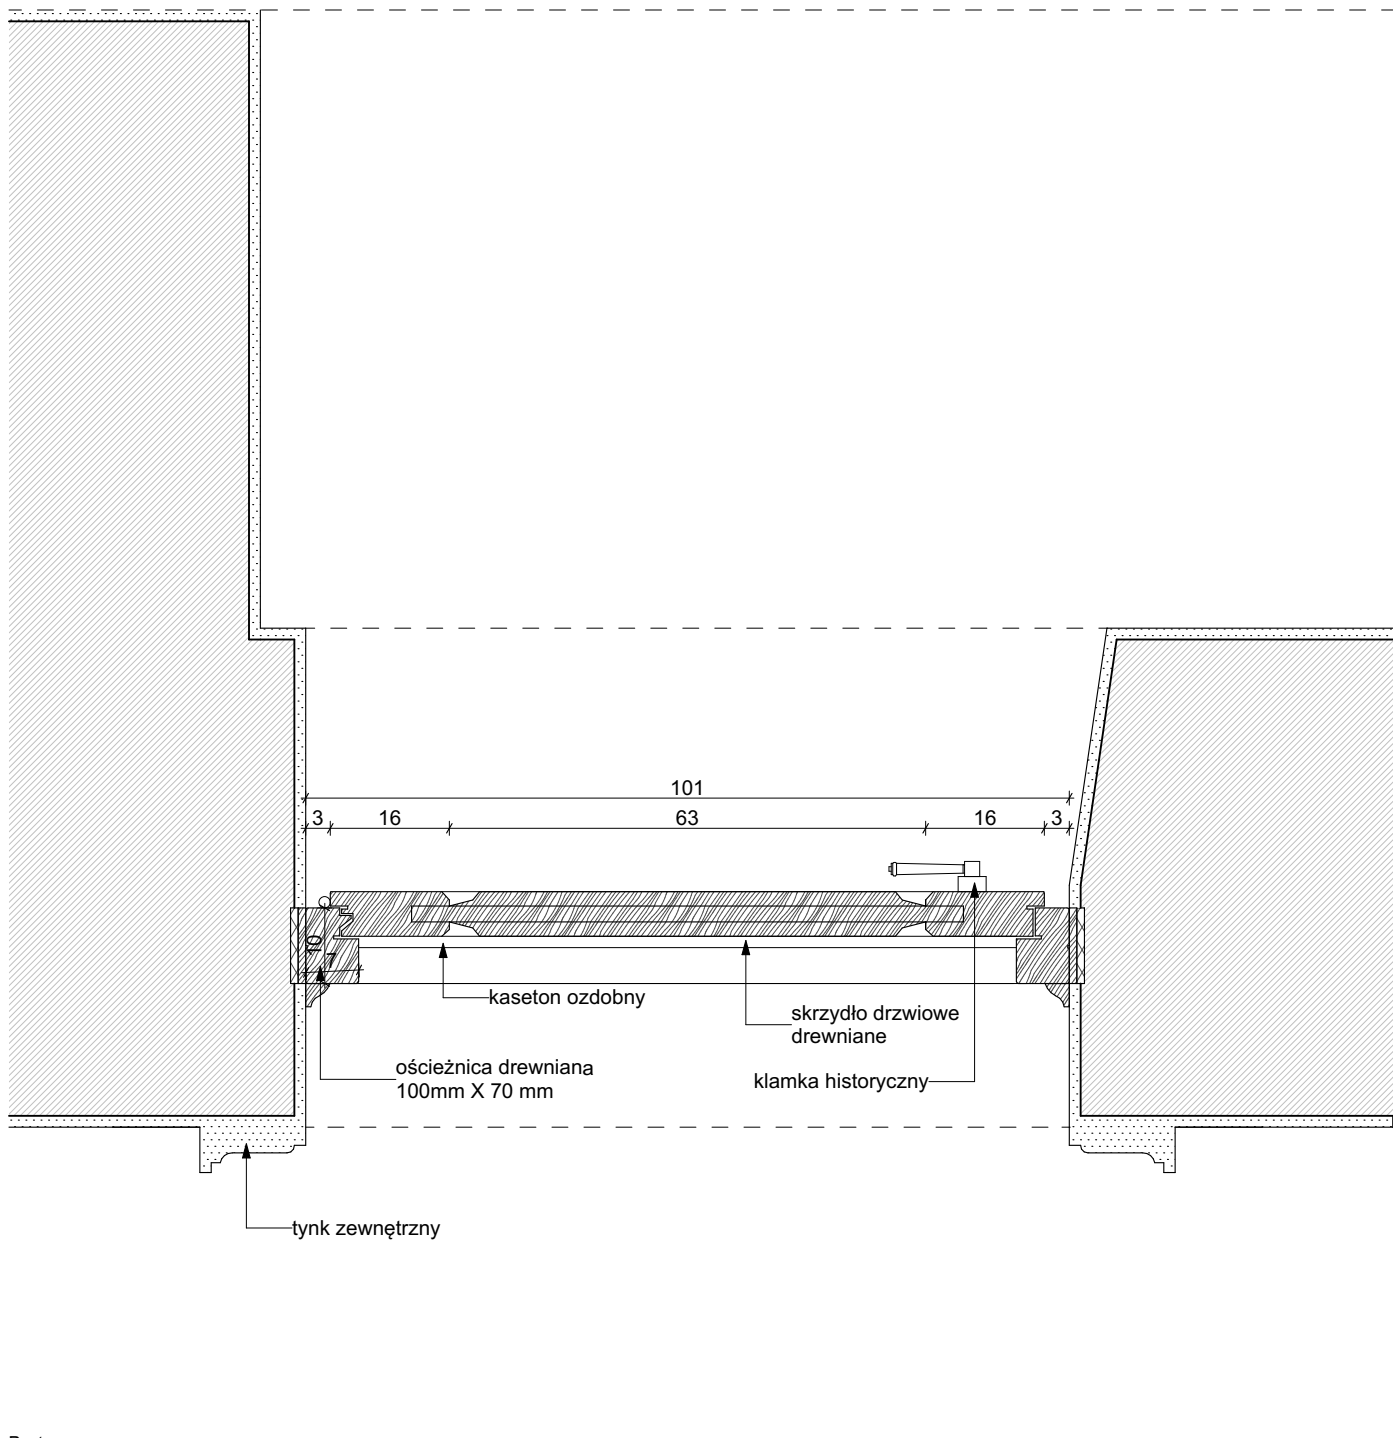 101
3
16
63
16
3
10
7
kaseton ozdobny
skrzydło drzwiowe
drewniane
ościeżnica drewniana
100mm X 70 mm
klamka historyczny
tynk zewnętrzny